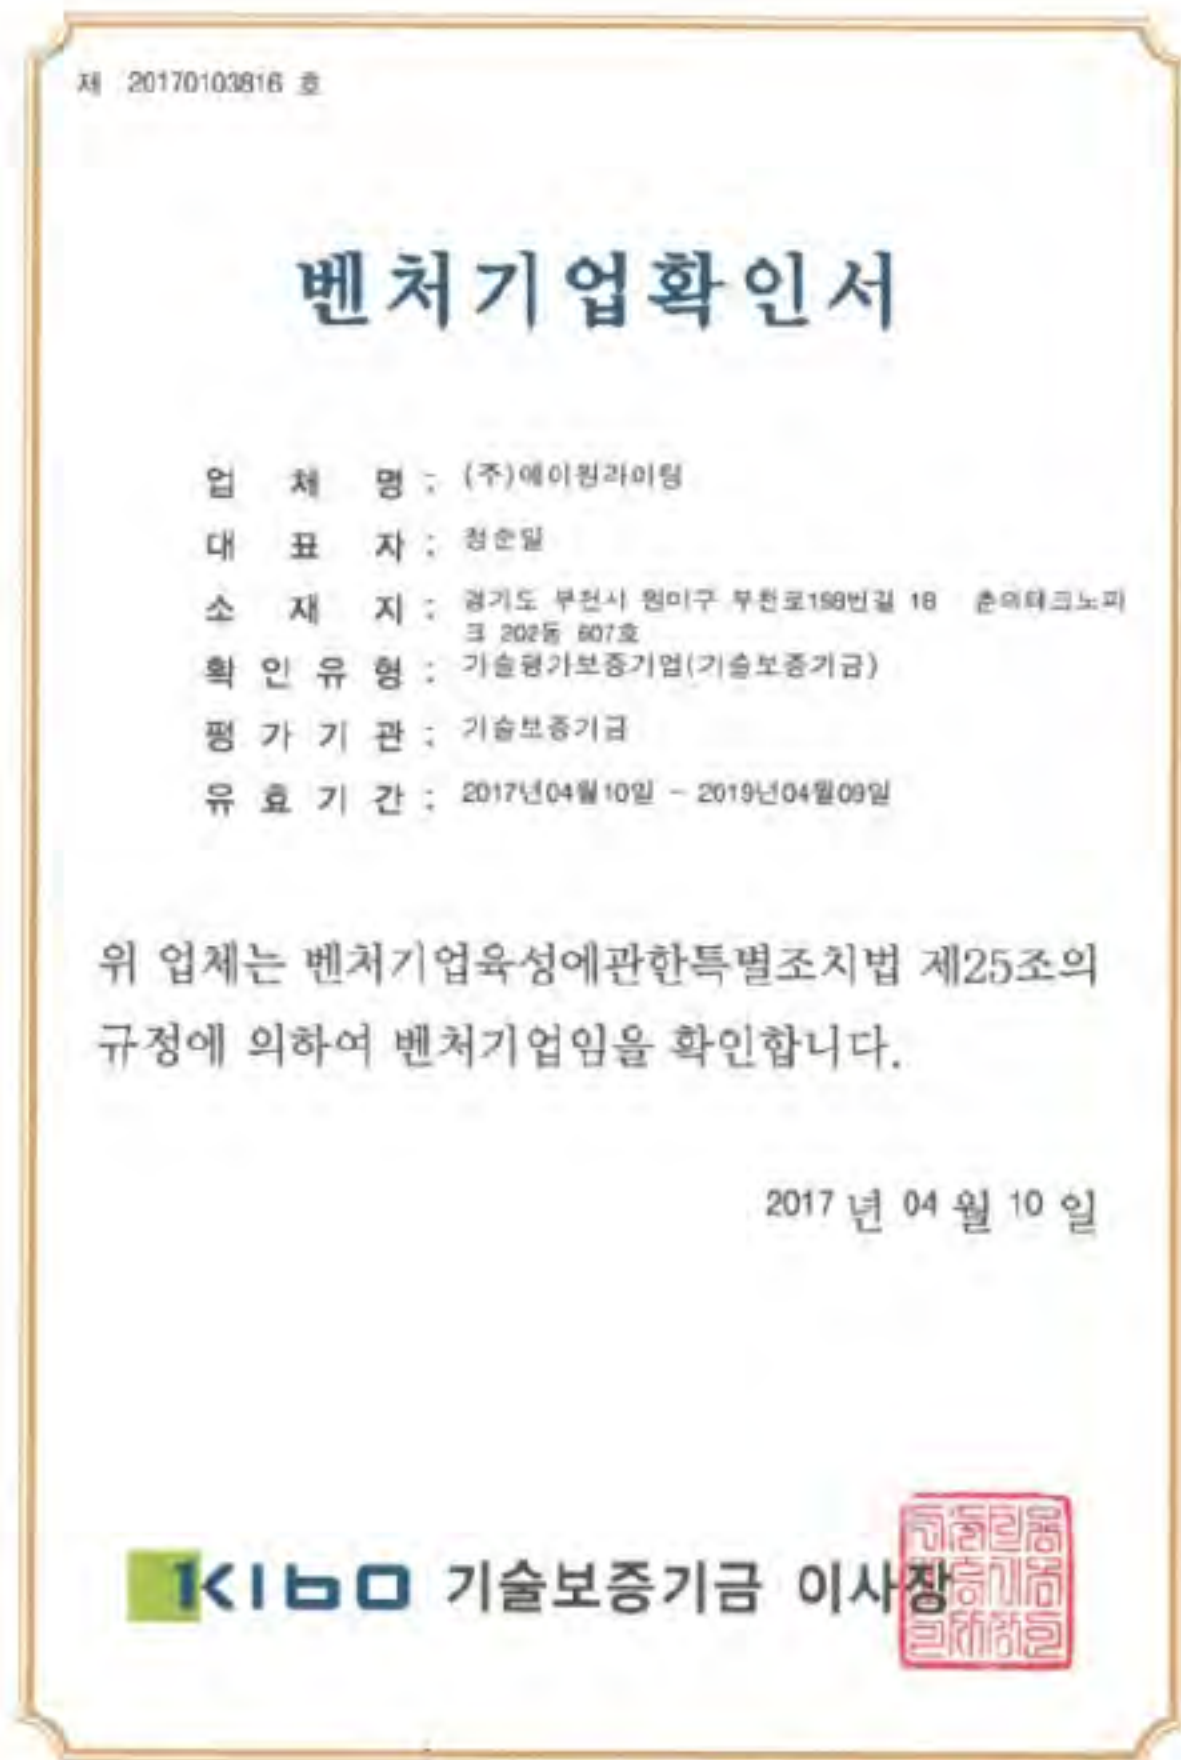 제 20170103816 호
벤처기업확인서
업 체 명 : (주)에이원라이팅
대 표 자 : 정순일
소 재 지 : 경기도 부천시 원미구 부천로198번길 18 춘의테크노파
크 202동 607호
확 인 유 형 : 기술평가보증기업(기술보증기금)
평 가 기 관 : 기술보증기금
유 효 기 간 : 2017년04월10일 ~ 2019년04월09일
위 업체는 벤처기업육성에관한특별조치법 제25조의
규정에 의하여 벤처기업임을 확인합니다.
2017 년 04 월 10 일
KIBO 기술보증기금 이사장